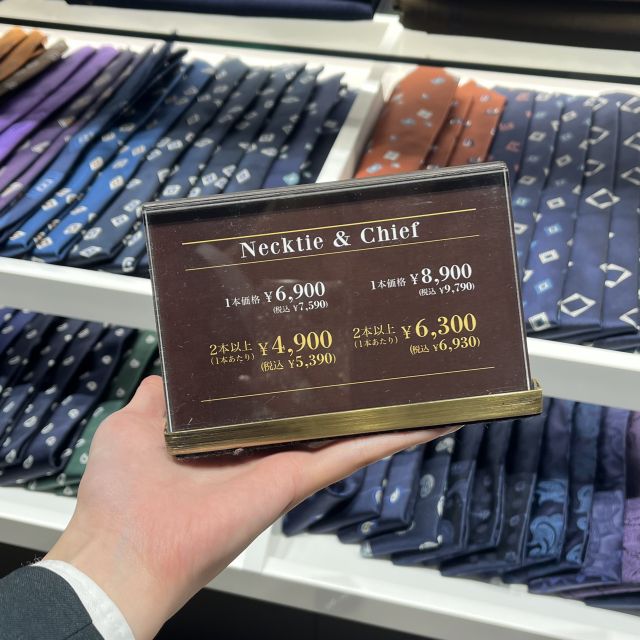 Necktie & Chief
1本価格 ¥6,900
(税込 ¥7,590)
1本価格 ¥8,900
(税込 ¥9,790)
2本以上 ¥4,900
(1本あたり) (税込 ¥5,390)
2本以上 ¥6,300
(1本あたり) (税込 ¥6,930)